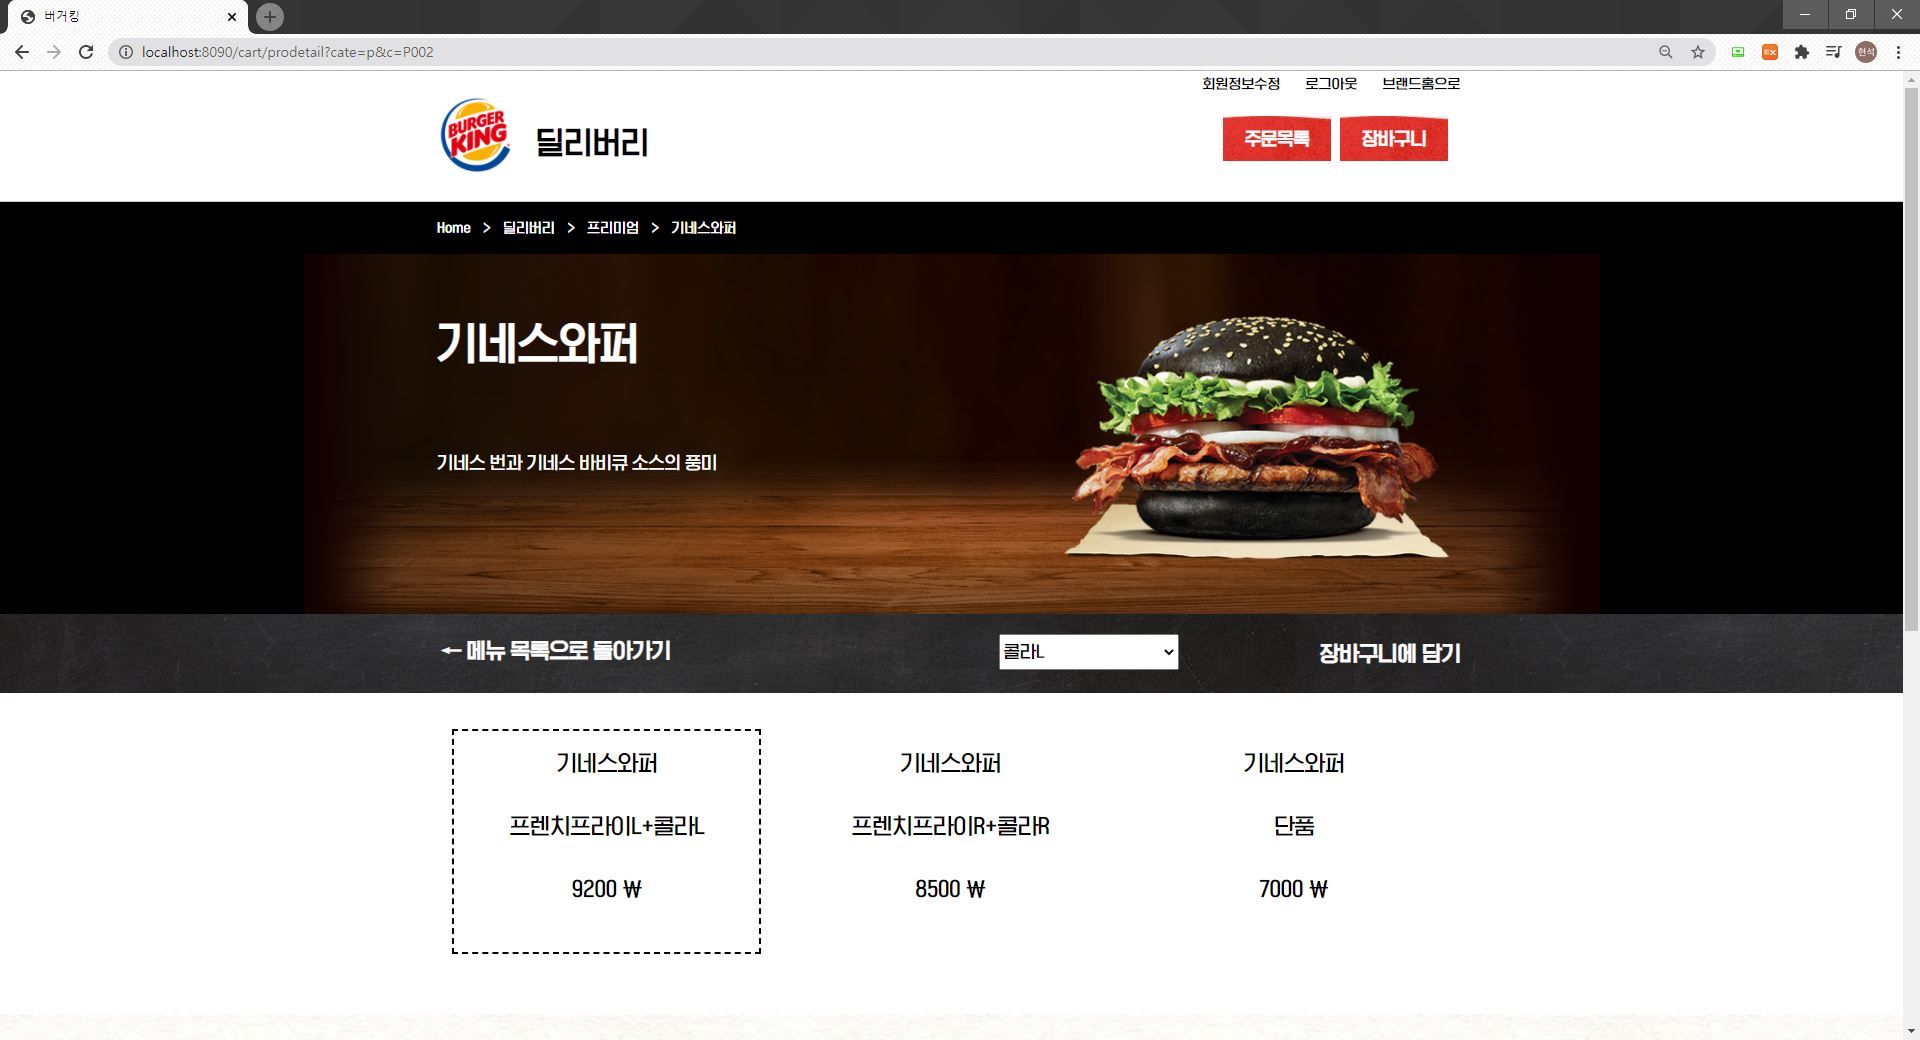 버거킹
localhost:8090/cart/prodetail?cate=p&c=P002
EX
현석
회원정보수정 로그아웃 브랜드홈으로
BURGER KING
딜리버리
주문목록 장바구니
Home > 딜리버리 > 프리미엄 > 기네스와퍼
기네스와퍼
기네스 번과 기네스 바비큐 소스의 풍미
← 메뉴 목록으로 돌아가기 콜라L 장바구니에 담기
기네스와퍼
프렌치프라이L+콜라L
9200 ₩
기네스와퍼
프렌치프라이R+콜라R
8500 ₩
기네스와퍼
단품
7000 ₩